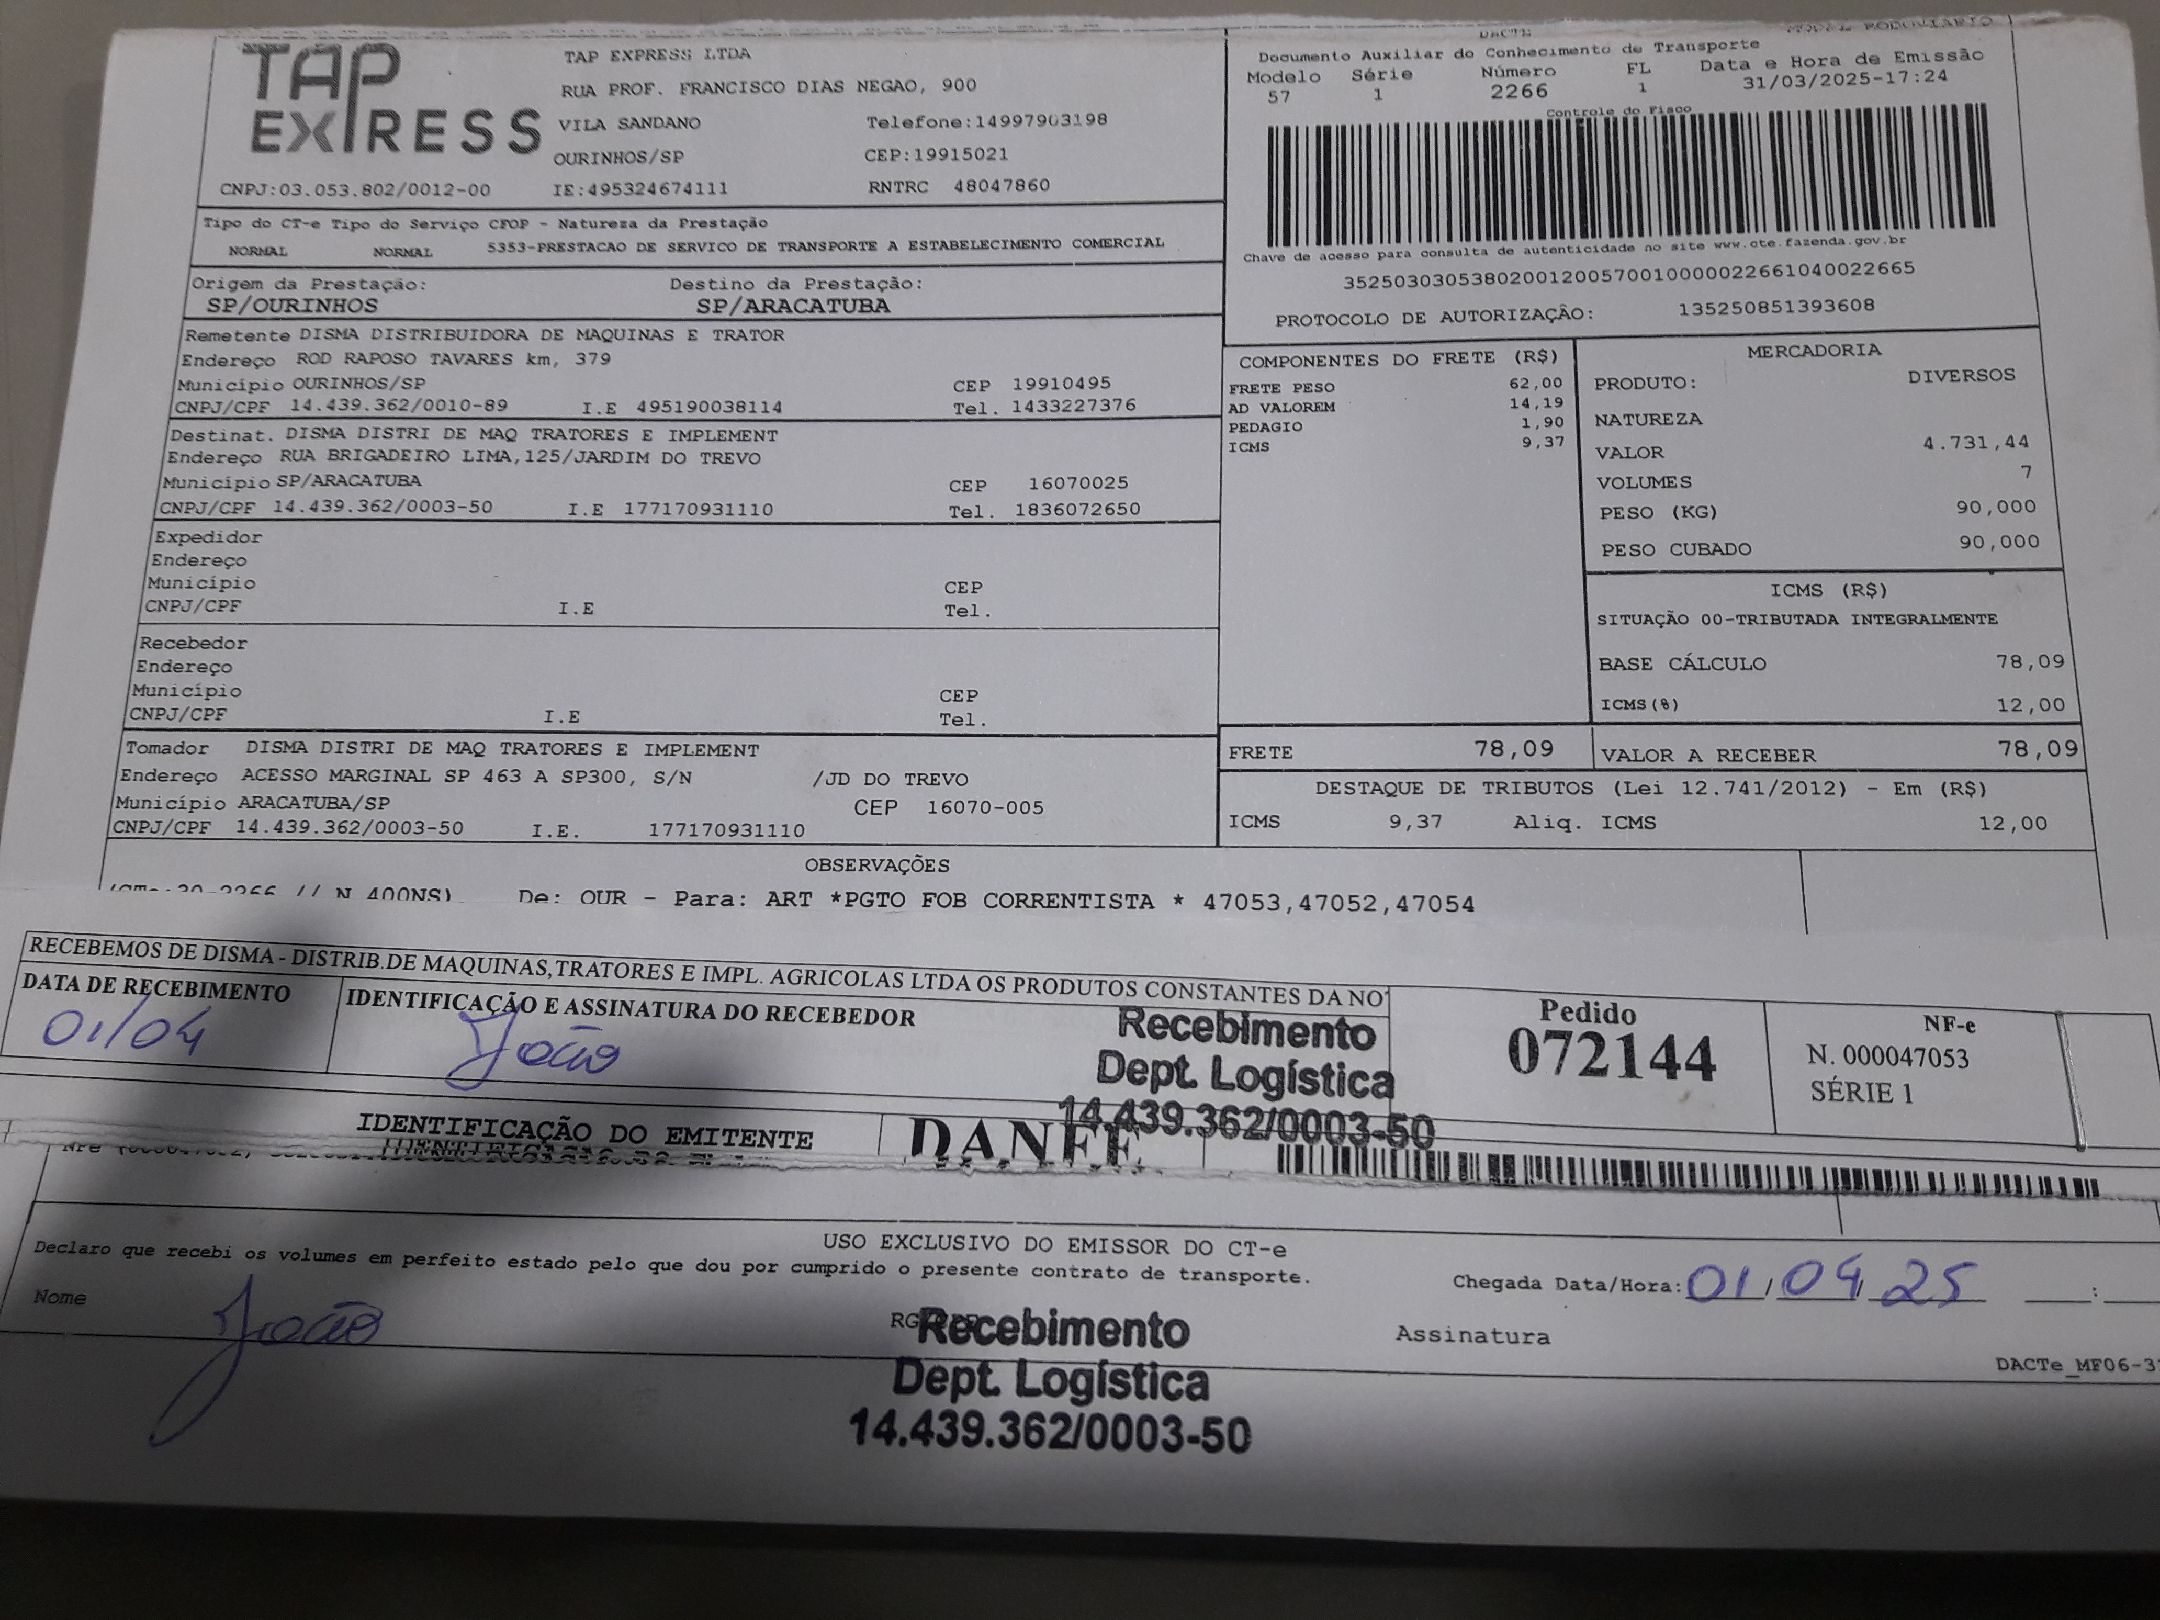 TAP
EXPRESS
TAP EXPRESS LTDA
RUA PROF. FRANCISCO DIAS NEGAO, 900
VILA SANDANO Telefone:14997903198
OURINHOS/SP CEP:19915021
CNPJ:03.053.802/0012-00 IE:495324674111 RNTRC 48047860
DACTE
MODAL RODOVIARIO
Documento Auxiliar do Conhecimento de Transporte
Modelo Série Número FL Data e Hora de Emissão
57 1 2266 1 31/03/2025-17:24
Controle do Fisco
Chave de acesso para consulta de autenticidade no site www.cte.fazenda.gov.br
35250303053802001200570010000022661040022665
PROTOCOLO DE AUTORIZAÇÂO: 135250851393608
Tipo do CT-e Tipo do Serviço CFOP - Natureza da Prestação
NORMAL NORMAL 5353-PRESTACAO DE SERVICO DE TRANSPORTE A ESTABELECIMENTO COMERCIAL
Origem da Prestação: Destino da Prestação:
SP/OURINHOS SP/ARACATUBA
Remetente DISMA DISTRIBUIDORA DE MAQUINAS E TRATOR
Endereço ROD RAPOSO TAVARES km, 379
Município OURINHOS/SP CEP 19910495
CNPJ/CPF 14.439.362/0010-89 I.E 495190038114 Tel. 1433227376
Destinat. DISMA DISTRI DE MAQ TRATORES E IMPLEMENT
Endereço RUA BRIGADEIRO LIMA,125/JARDIM DO TREVO
Município SP/ARACATUBA CEP 16070025
CNPJ/CPF 14.439.362/0003-50 I.E 177170931110 Tel. 1836072650
Expedidor
Endereço
Município CEP
CNPJ/CPF I.E Tel.
Recebedor
Endereço
Município CEP
CNPJ/CPF I.E Tel.
Tomador DISMA DISTRI DE MAQ TRATORES E IMPLEMENT
Endereço ACESSO MARGINAL SP 463 A SP300, S/N /JD DO TREVO
Município ARACATUBA/SP CEP 16070-005
CNPJ/CPF 14.439.362/0003-50 I.E. 177170931110
COMPONENTES DO FRETE (R$)
FRETE PESO 62,00
AD VALOREM 14,19
PEDAGIO 1,90
ICMS 9,37
MERCADORIA
PRODUTO: DIVERSOS
NATUREZA
VALOR 4.731,44
VOLUMES 7
PESO (KG) 90,000
PESO CUBADO 90,000
ICMS (R$)
SITUAÇÃO 00-TRIBUTADA INTEGRALMENTE
BASE CÁLCULO 78,09
ICMS(%) 12,00
FRETE 78,09 VALOR A RECEBER 78,09
DESTAQUE DE TRIBUTOS (Lei 12.741/2012) - Em (R$)
ICMS 9,37 Aliq. ICMS 12,00
OBSERVAÇÕES
(CTe:30-2266 // N 400NS) De: OUR - Para: ART *PGTO FOB CORRENTISTA * 47053,47052,47054
RECEBEMOS DE DISMA - DISTRIB.DE MAQUINAS,TRATORES E IMPL. AGRICOLAS LTDA OS PRODUTOS CONSTANTES DA NO
DATA DE RECEBIMENTO IDENTIFICAÇÃO E ASSINATURA DO RECEBEDOR
01/04 João
Recebimento
Dept. Logística
14.439.362/0003-50
Pedido
072144
NF-e
N. 000047053
SÉRIE 1
IDENTIFICAÇÃO DO EMITENTE DANFE
USO EXCLUSIVO DO EMISSOR DO CT-e
Declaro que recebi os volumes em perfeito estado pelo que dou por cumprido o presente contrato de transporte.
Chegada Data/Hora: 01/04 25 :
Nome João
Recebimento
Dept. Logística
14.439.362/0003-50
Assinatura
DACTe_MF06-3